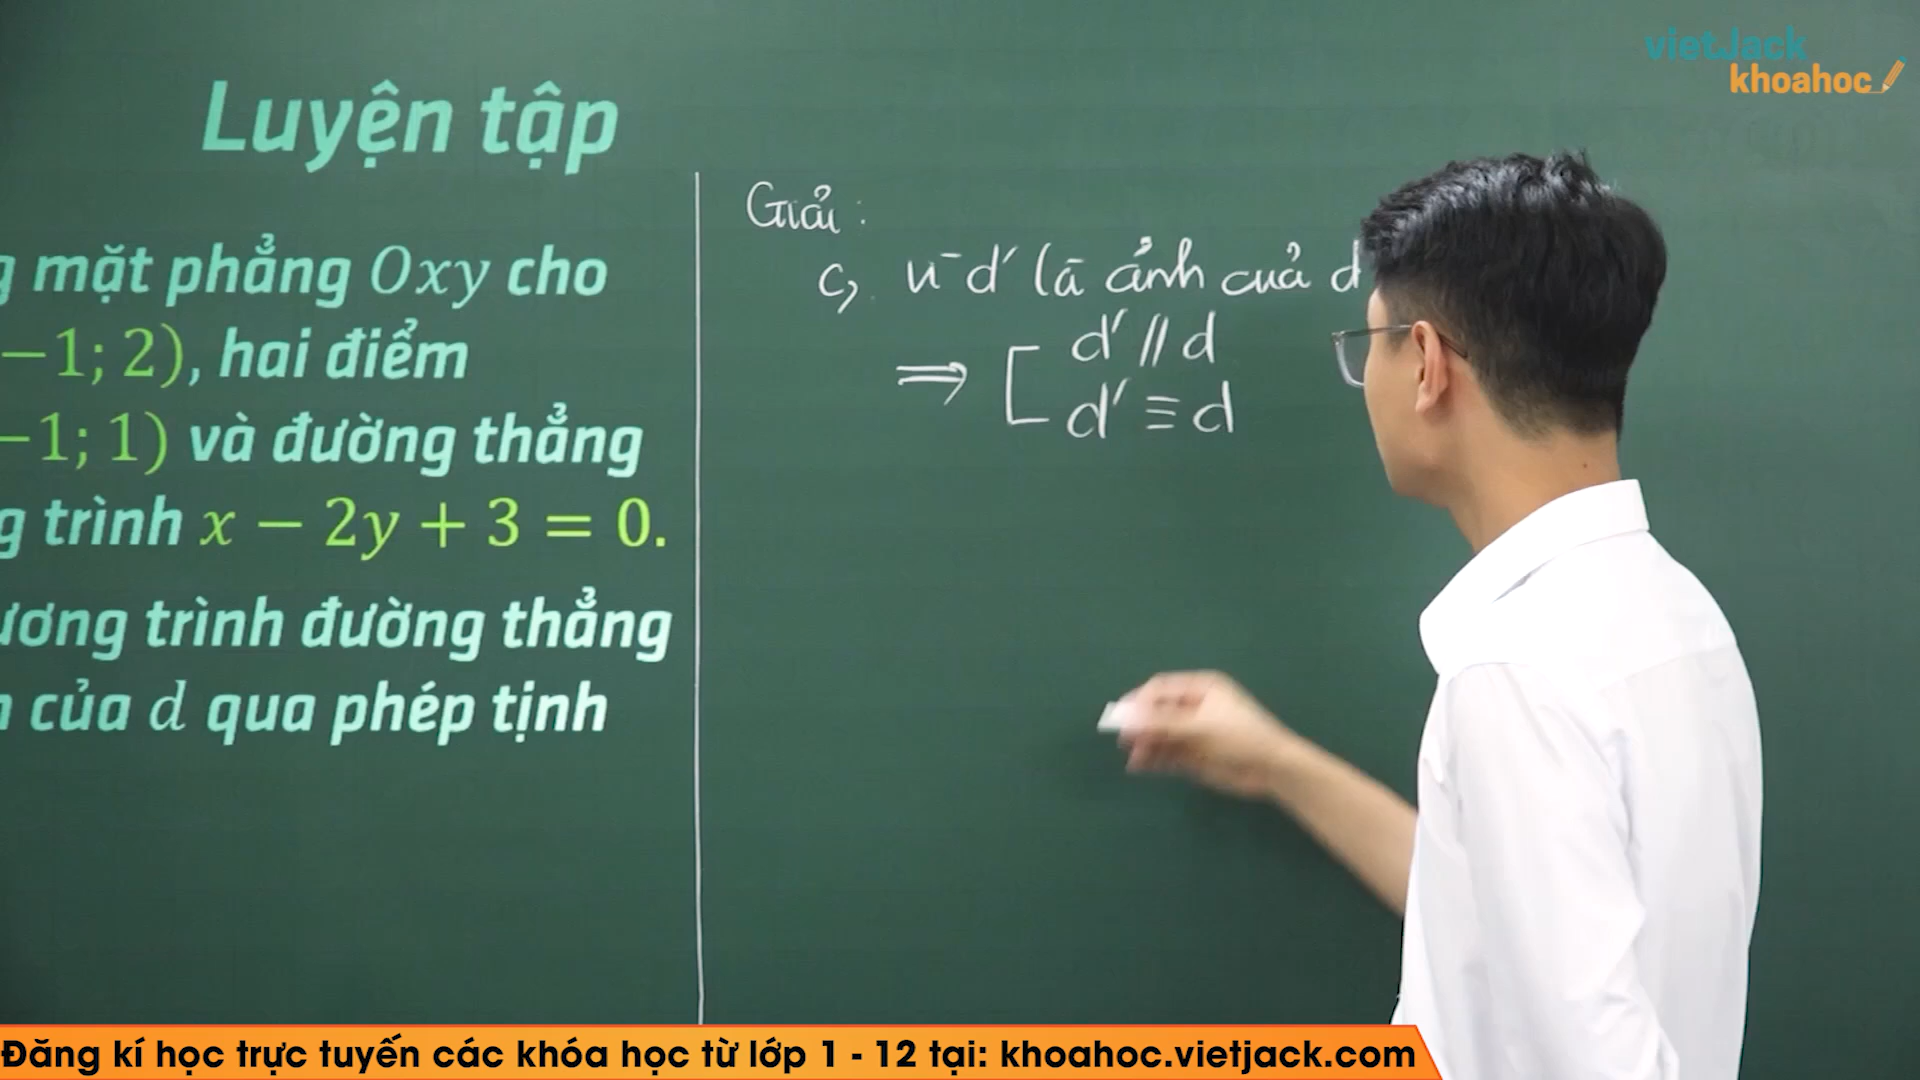 vietJack
khoahoc
Luyện tập
mặt phẳng Oxy cho
−1; 2), hai điểm
−1; 1) và đường thẳng
trình x − 2y + 3 = 0.
ương trình đường thẳng
của d qua phép tịnh
Giải :
c, vì d' là ảnh của d
⇒ [ d' // d
d' ≡ d
Đăng kí học trực tuyến các khóa học từ lớp 1 - 12 tại: khoahoc.vietjack.com